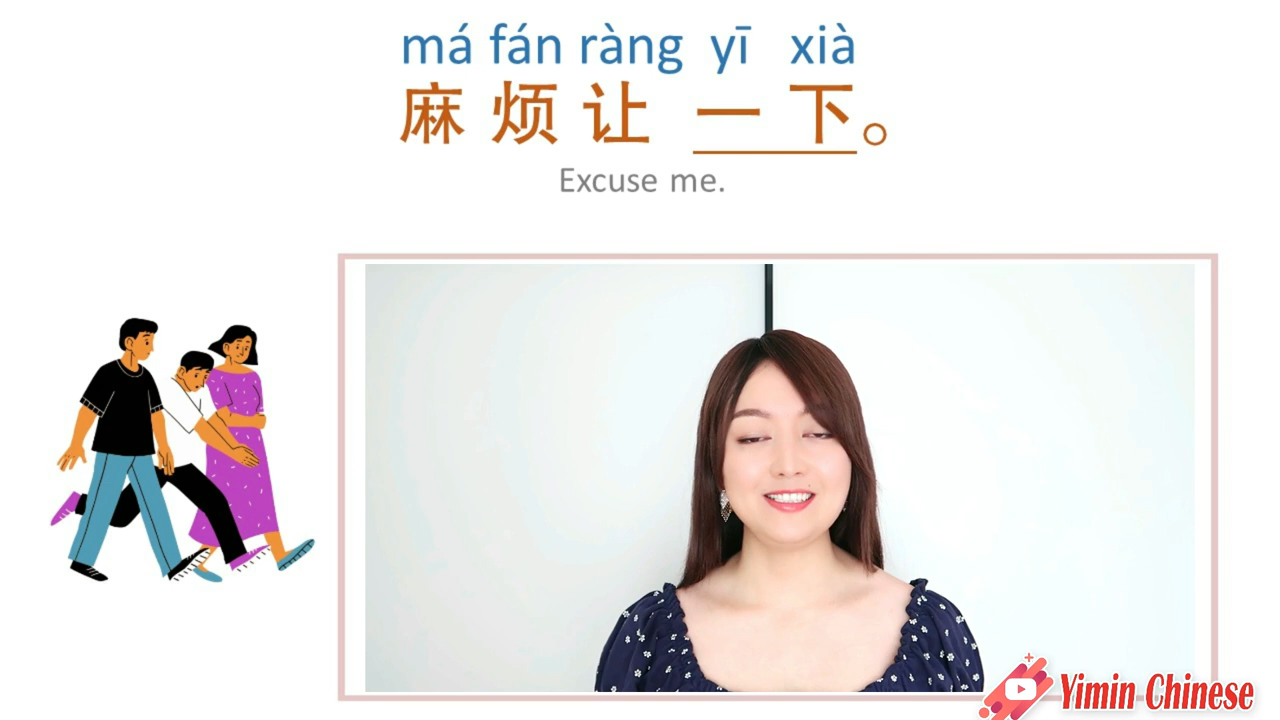 má fán ràng yī xià
麻烦让一下。
Excuse me.
Yimin Chinese